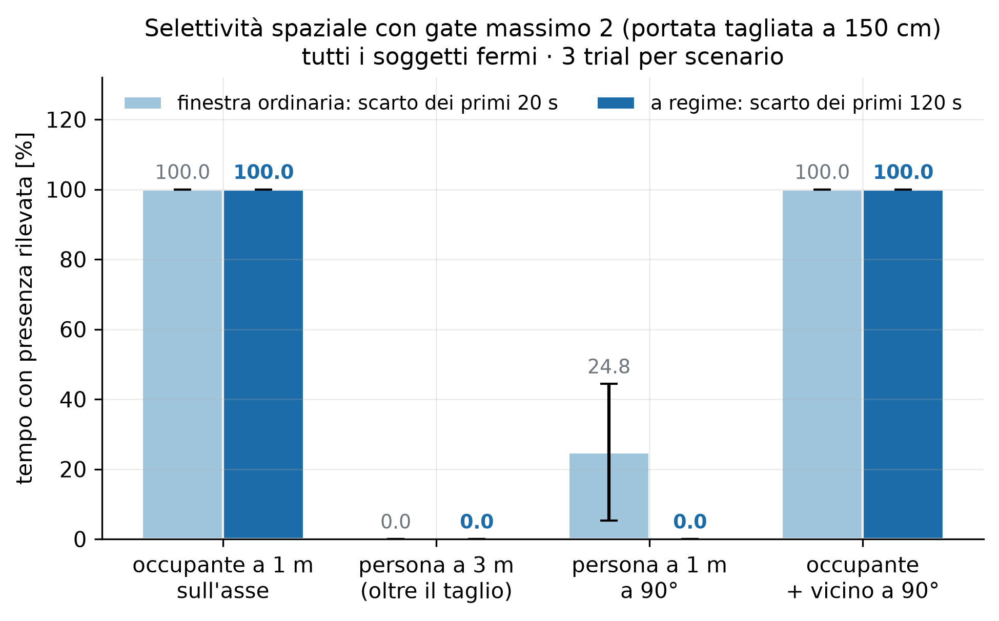 Selettività spaziale con gate massimo 2 (portata tagliata a 150 cm)
tutti i soggetti fermi · 3 trial per scenario
finestra ordinaria: scarto dei primi 20 s
a regime: scarto dei primi 120 s
tempo con presenza rilevata [%]
120
100
80
60
40
20
0
100.0
100.0
0.0
0.0
24.8
0.0
100.0
100.0
occupante a 1 m
sull'asse
persona a 3 m
(oltre il taglio)
persona a 1 m
a 90°
occupante
+ vicino a 90°